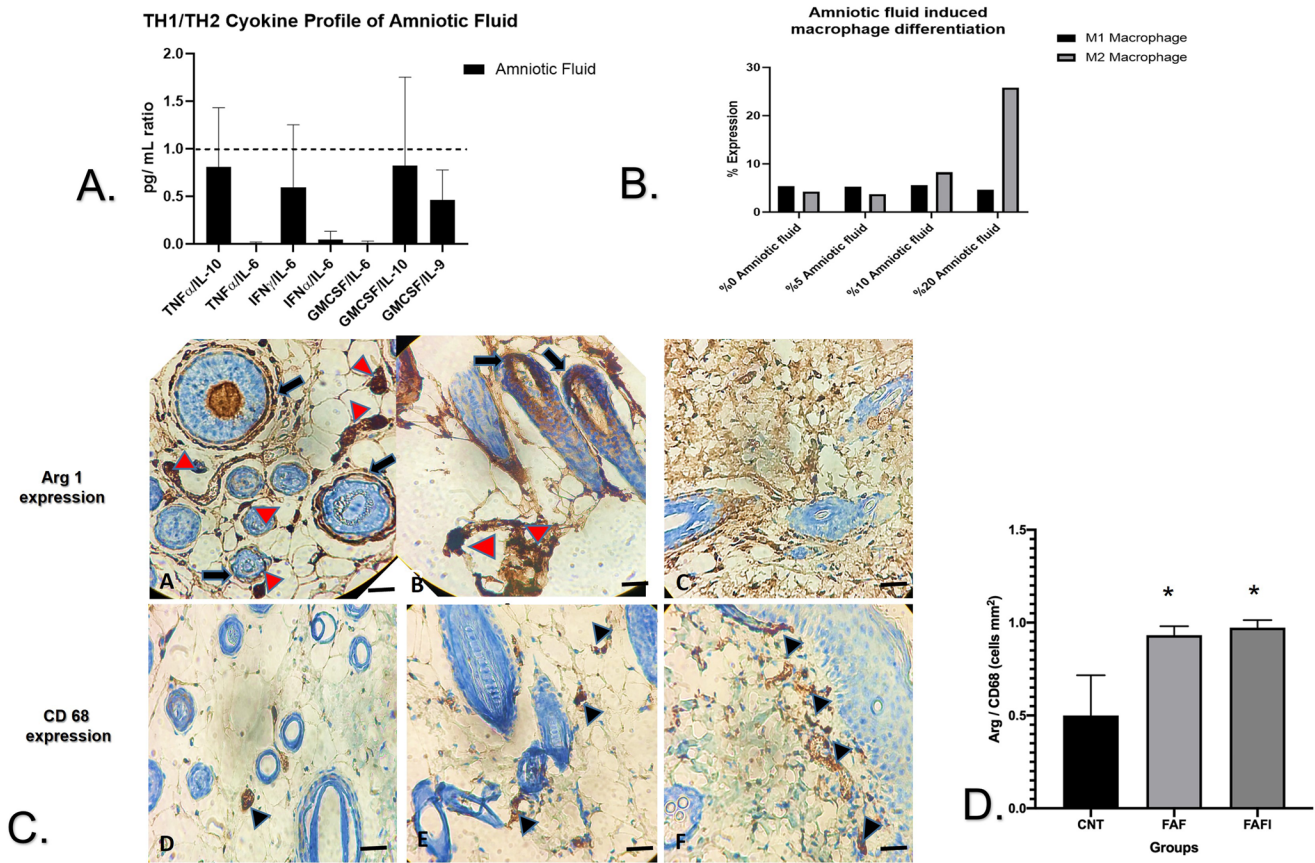 TH1/TH2 Cyokine Profile of Amniotic Fluid
Amniotic Fluid
pg/ mL ratio
2.0
1.5
1.0
0.5
0.0
TNFα/IL-10
TNFα/IL-6
IFNγ/IL-6
IFNα/IL-6
GMCSF/IL-6
GMCSF/IL-10
GMCSF/IL-9
A.
Amniotic fluid induced
macrophage differentiation
M1 Macrophage
M2 Macrophage
% Expression
30
20
10
0
%0 Amniotic fluid
%5 Amniotic fluid
%10 Amniotic fluid
%20 Amniotic fluid
B.
Arg 1
expression
A
B
C
CD 68
expression
D
E
F
C.
Arg / CD68 (cells mm²)
1.5
1.0
0.5
0.0
*
*
CNT
FAF
FAFI
Groups
D.